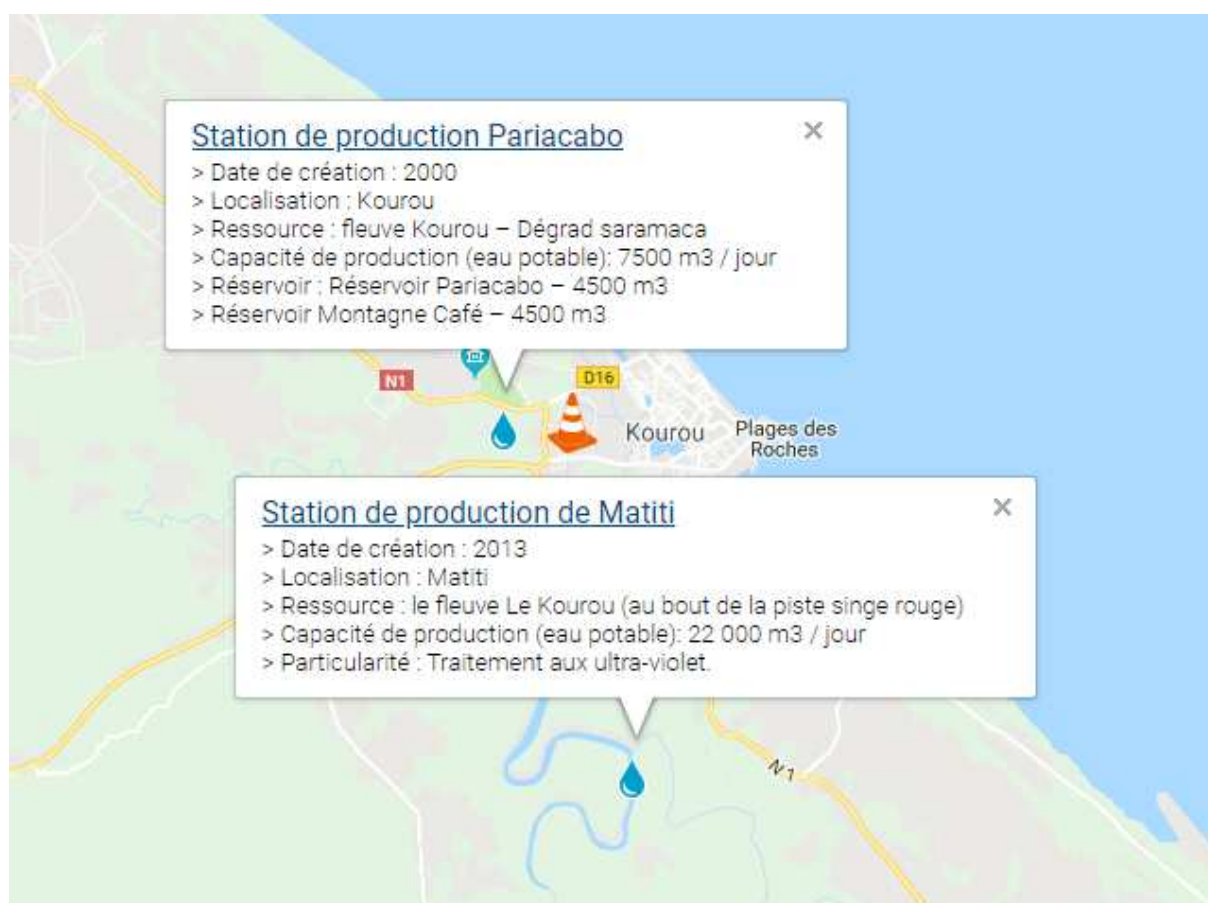 Station de production Pariacabo
> Date de création : 2000
> Localisation : Kourou
> Ressource : fleuve Kourou – Dégrad saramaca
> Capacité de production (eau potable): 7500 m3 / jour
> Réservoir : Réservoir Pariacabo – 4500 m3
> Réservoir Montagne Café – 4500 m3
N1
D16
Kourou
Plages des
Roches
Station de production de Matiti
> Date de création : 2013
> Localisation : Matiti
> Ressource : le fleuve Le Kourou (au bout de la piste singe rouge)
> Capacité de production (eau potable): 22 000 m3 / jour
> Particularité : Traitement aux ultra-violet.
N1